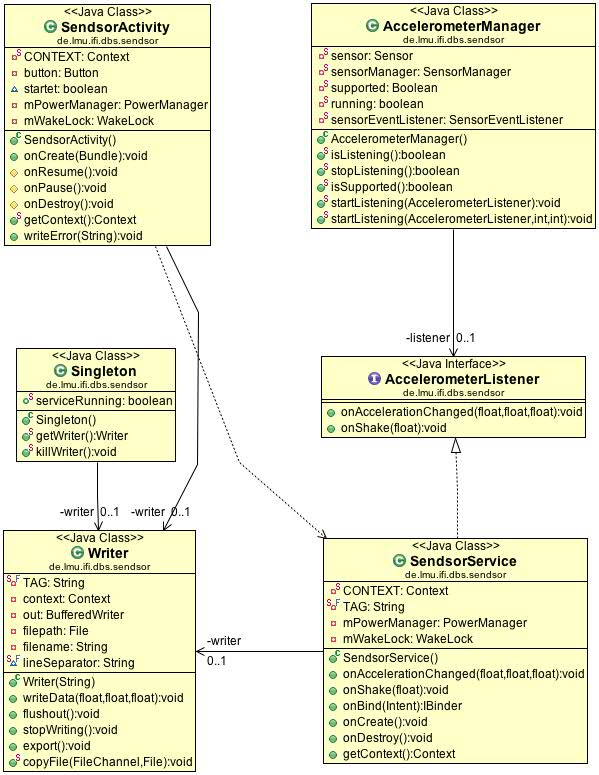 <<Java Class>>
SendsorActivity
de.lmu.ifi.dbs.sendsor
CONTEXT: Context
button: Button
startet: boolean
mPowerManager: PowerManager
mWakeLock: WakeLock
SendsorActivity()
onCreate(Bundle):void
onResume():void
onPause():void
onDestroy():void
getContext():Context
writeError(String):void
<<Java Class>>
AccelerometerManager
de.lmu.ifi.dbs.sendsor
sensor: Sensor
sensorManager: SensorManager
supported: Boolean
running: boolean
sensorEventListener: SensorEventListener
AccelerometerManager()
isListening():boolean
stopListening():boolean
isSupported():boolean
startListening(AccelerometerListener):void
startListening(AccelerometerListener,int,int):void
-listener 0..1
<<Java Class>>
Singleton
de.lmu.ifi.dbs.sendsor
serviceRunning: boolean
Singleton()
getWriter():Writer
killWriter():void
<<Java Interface>>
AccelerometerListener
de.lmu.ifi.dbs.sendsor
onAccelerationChanged(float,float,float):void
onShake(float):void
-writer 0..1
-writer 0..1
<<Java Class>>
Writer
de.lmu.ifi.dbs.sendsor
TAG: String
context: Context
out: BufferedWriter
filepath: File
filename: String
lineSeparator: String
Writer(String)
writeData(float,float,float):void
flushout():void
stopWriting():void
export():void
copyFile(FileChannel,File):void
-writer
0..1
<<Java Class>>
SendsorService
de.lmu.ifi.dbs.sendsor
CONTEXT: Context
TAG: String
mPowerManager: PowerManager
mWakeLock: WakeLock
SendsorService()
onAccelerationChanged(float,float,float):void
onShake(float):void
onBind(Intent):IBinder
onCreate():void
onDestroy():void
getContext():Context